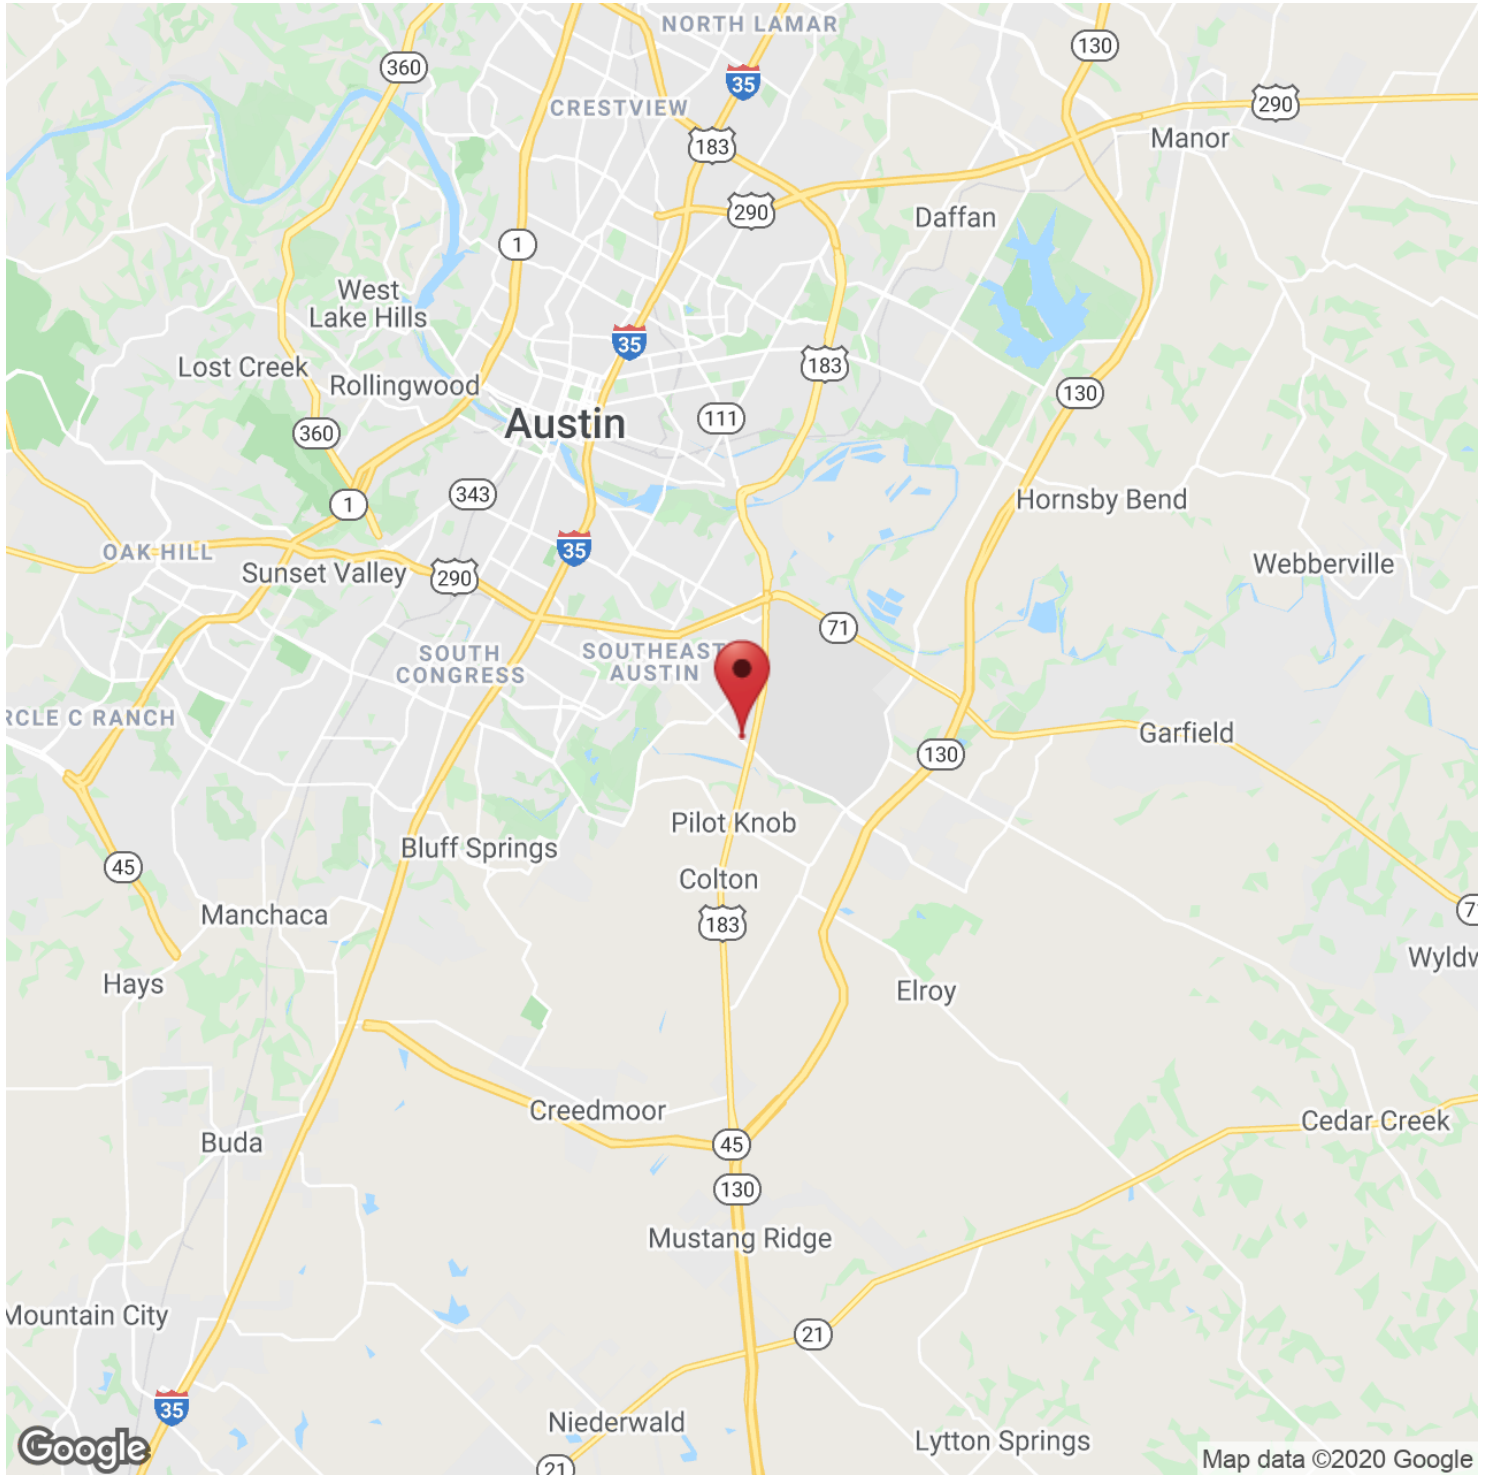 NORTH LAMAR
130
360
35
CRESTVIEW
290
183
Manor
290
Daffan
1
West
Lake Hills
35
Lost Creek
183
Rollingwood
130
Austin
111
360
343
1
Hornsby Bend
OAK HILL
35
Sunset Valley
290
Webberville
71
SOUTH
CONGRESS
SOUTHEAST
AUSTIN
RCLE C RANCH
Garfield
130
Pilot Knob
Bluff Springs
45
Colton
Manchaca
183
71
Wyldw
Hays
Elroy
Creedmoor
Cedar Creek
Buda
45
130
Mustang Ridge
Mountain City
21
35
Niederwald
Lytton Springs
Google
21
Map data ©2020 Google